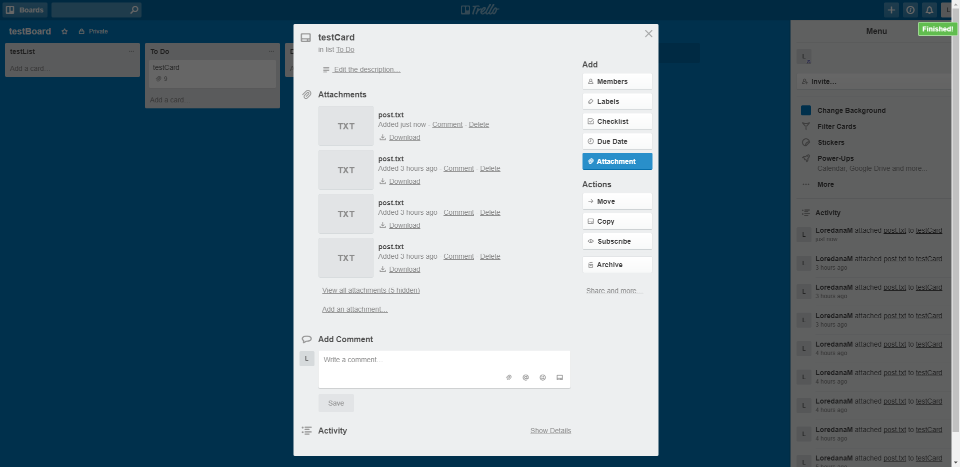 Boards
Trello
L
testBoard
Private
Menu
Finished!
testList
Add a card...
To Do
testCard
9
Add a card...
D
testCard
in list To Do
Edit the description...
Attachments
TXT
post.txt
Added just now - Comment - Delete
Download
TXT
post.txt
Added 3 hours ago - Comment - Delete
Download
TXT
post.txt
Added 3 hours ago - Comment - Delete
Download
TXT
post.txt
Added 3 hours ago - Comment - Delete
Download
View all attachments (5 hidden)
Add an attachment...
Add Comment
L
Write a comment...
Save
Activity
Show Details
Add
Members
Labels
Checklist
Due Date
Attachment
Actions
Move
Copy
Subscribe
Archive
Share and more...
L
Invite...
Change Background
Filter Cards
Stickers
Power-Ups
Calendar, Google Drive and more...
More
Activity
L
LoredanaM attached post.txt to testCard
just now
L
LoredanaM attached post.txt to testCard
3 hours ago
L
LoredanaM attached post.txt to testCard
3 hours ago
L
LoredanaM attached post.txt to testCard
3 hours ago
L
LoredanaM attached post.txt to testCard
4 hours ago
L
LoredanaM attached post.txt to testCard
4 hours ago
L
LoredanaM attached post.txt to testCard
4 hours ago
L
LoredanaM attached post.txt to testCard
4 hours ago
L
LoredanaM attached post.txt to testCard